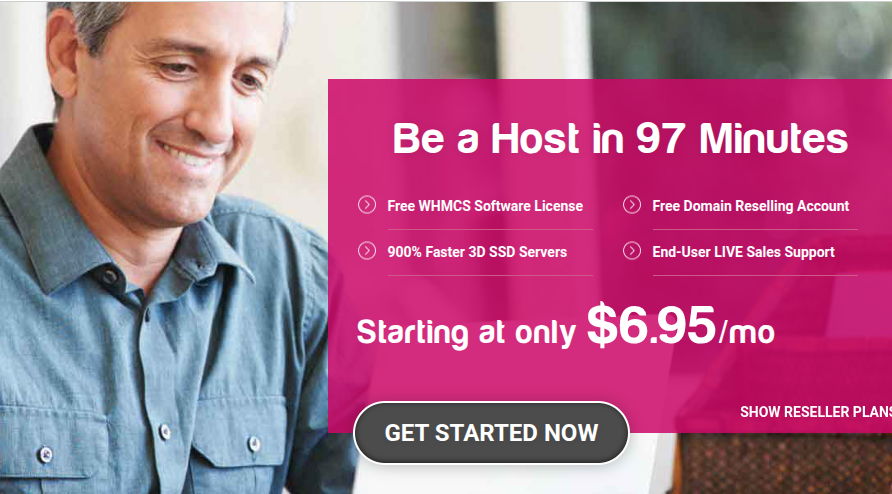 Be a Host in 97 Minutes
Free WHMCS Software License
Free Domain Reselling Account
900% Faster 3D SSD Servers
End-User LIVE Sales Support
Starting at only $6.95/mo
SHOW RESELLER PLANS
GET STARTED NOW